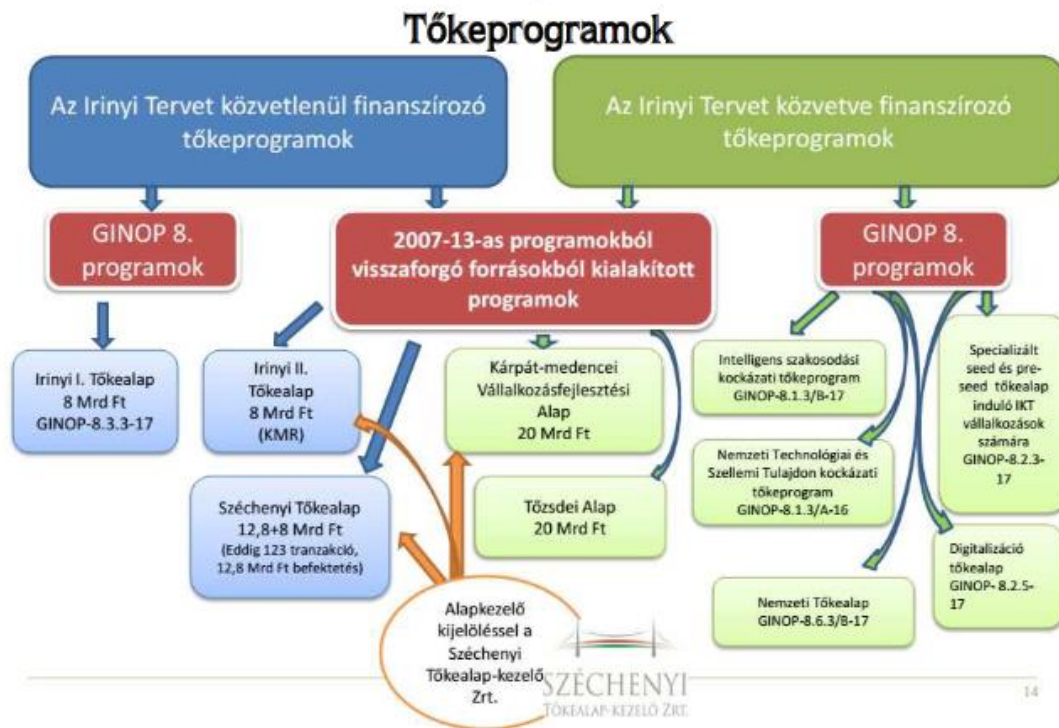 Tőkeprogramok
Az Irinyi Tervet közvetlenül finanszírozó
tőkeprogramok
Az Irinyi Tervet közvetve finanszírozó
tőkeprogramok
GINOP 8.
programok
2007-13-as programokból
visszaforgó forrásokból kialakított
programok
GINOP 8.
programok
Irinyi I. Tőkealap
8 Mrd Ft
GINOP-8.3.3-17
Irinyi II.
Tőkealap
8 Mrd Ft
(KMR)
Kárpát-medencei
Vállalkozásfejlesztési
Alap
20 Mrd Ft
Intelligens szakosodási
kockázati tőkeprogram
GINOP-8.1.3/B-17
Specializált
seed és pre-
seed tőkealap
induló IKT
vállalkozások
számára
GINOP-8.2.3-
17
Széchenyi Tőkealap
12,8+8 Mrd Ft
(Eddig 123 tranzakció,
12,8 Mrd Ft befektetés)
Tőzsdei Alap
20 Mrd Ft
Nemzeti Technológiai és
Szellemi Tulajdon kockázati
tőkeprogram
GINOP-8.1.3/A-16
Digitalizáció
tőkealap
GINOP- 8.2.5-
17
Nemzeti Tőkealap
GINOP-8.6.3/B-17
Alapkezelő
kijelöléssel a
Széchenyi
Tőkealap-kezelő
Zrt.
SZÉCHENYI
TŐKEALAP-KEZELŐ ZRT.
14